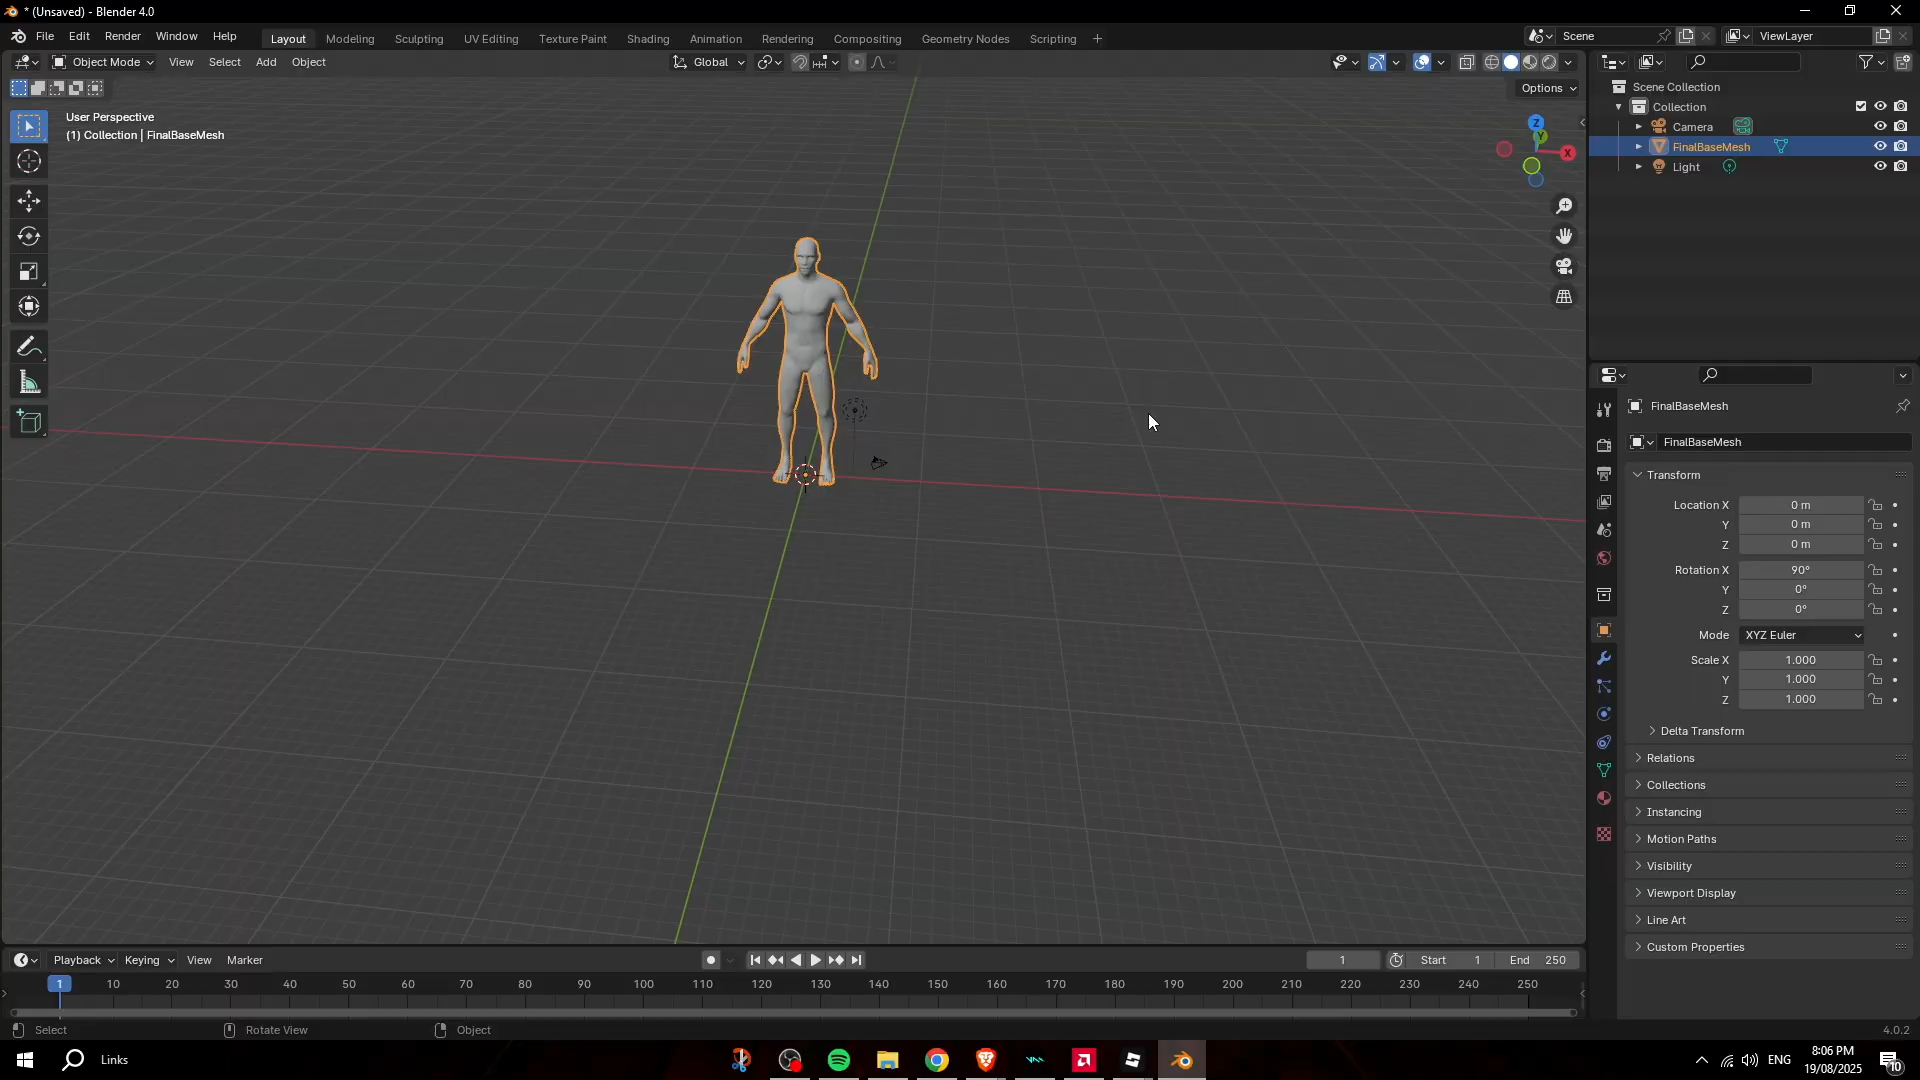 * (Unsaved) - Blender 4.0
File Edit Render Window Help Layout Modeling Sculpting UV Editing Texture Paint Shading Animation Rendering Compositing Geometry Nodes Scripting + Scene ViewLayer
Object Mode View Select Add Object Global
Options
User Perspective
(1) Collection | FinalBaseMesh
Z
Y
X
Scene Collection
Collection
Camera
FinalBaseMesh
Light
FinalBaseMesh
FinalBaseMesh
Transform
Location X 0 m
Y 0 m
Z 0 m
Rotation X 90°
Y 0°
Z 0°
Mode XYZ Euler
Scale X 1.000
Y 1.000
Z 1.000
Delta Transform
Relations
Collections
Instancing
Motion Paths
Visibility
Viewport Display
Line Art
Custom Properties
Playback Keying View Marker 1 Start 1 End 250
1 10 20 30 40 50 60 70 80 90 100 110 120 130 140 150 160 170 180 190 200 210 220 230 240 250
Select Rotate View Object 4.0.2
Links ENG 8:06 PM
19/08/2025 10